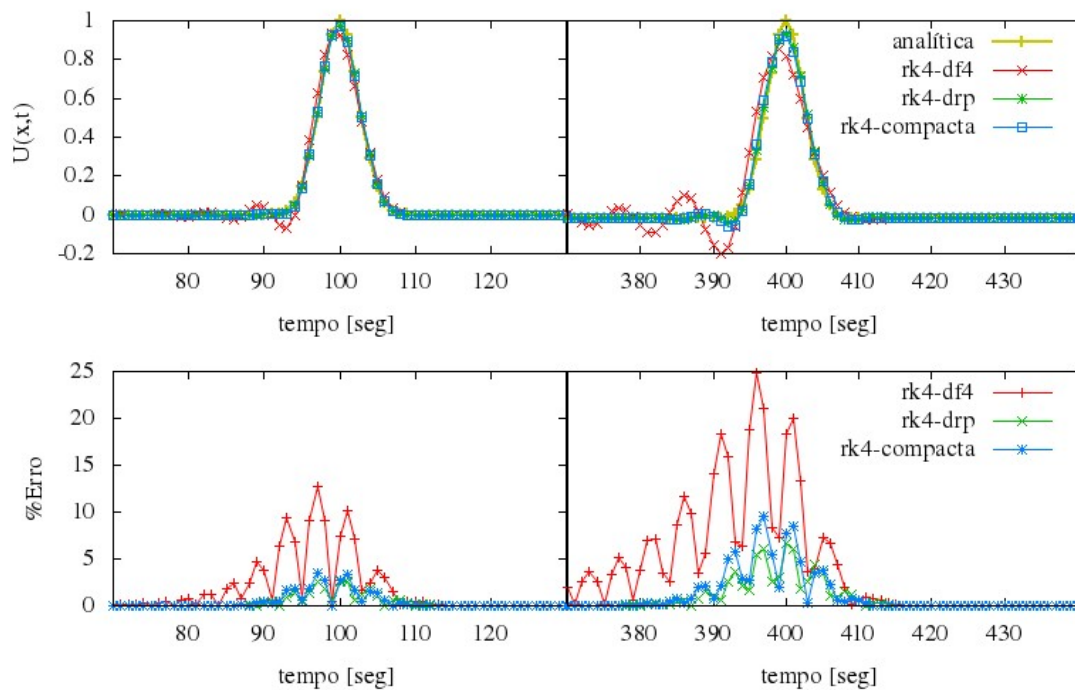 1
0.8
0.6
0.4
0.2
0
-0.2
U(x,t)
80 90 100 110 120
380 390 400 410 420 430
tempo [seg]
tempo [seg]
analítica
rk4-df4
rk4-drp
rk4-compacta
25
20
15
10
5
0
%Erro
80 90 100 110 120
380 390 400 410 420 430
tempo [seg]
tempo [seg]
rk4-df4
rk4-drp
rk4-compacta